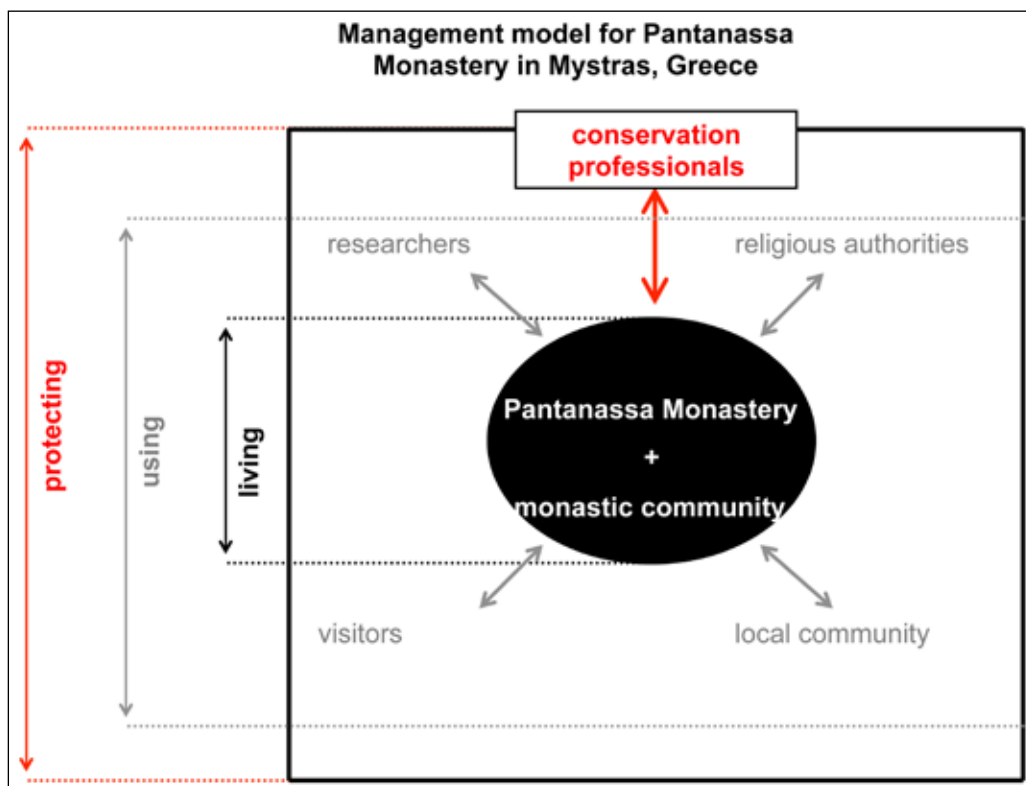 Management model for Pantanassa
Monastery in Mystras, Greece
conservation
professionals
researchers
religious authorities
protecting
using
living
Pantanassa Monastery
+
monastic community
visitors
local community